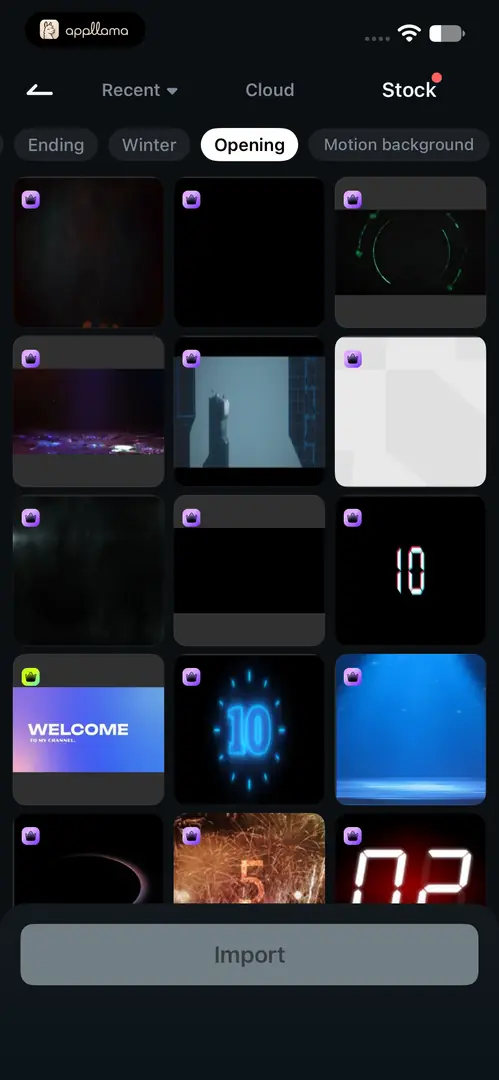 appllama
Recent
Cloud
Stock
Ending
Winter
Opening
Motion background
10
WELCOME
TO MY CHANNEL.
10
5
02
Import